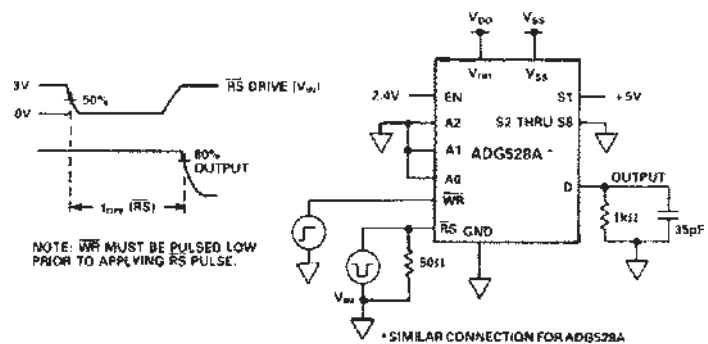 3V
0V
50%
RS DRIVE (VIN)
80%
OUTPUT
tOFF (RS)
NOTE: WR MUST BE PULSED LOW
PRIOR TO APPLYING RS PULSE.
VDD
VSS
VDD
VSS
2.4V
EN
A2
A1
A0
WR
RS
GND
S1
+5V
S2 THRU S8
ADG528A *
D
OUTPUT
1kΩ
35pF
50Ω
VIN
* SIMILAR CONNECTION FOR ADG529A